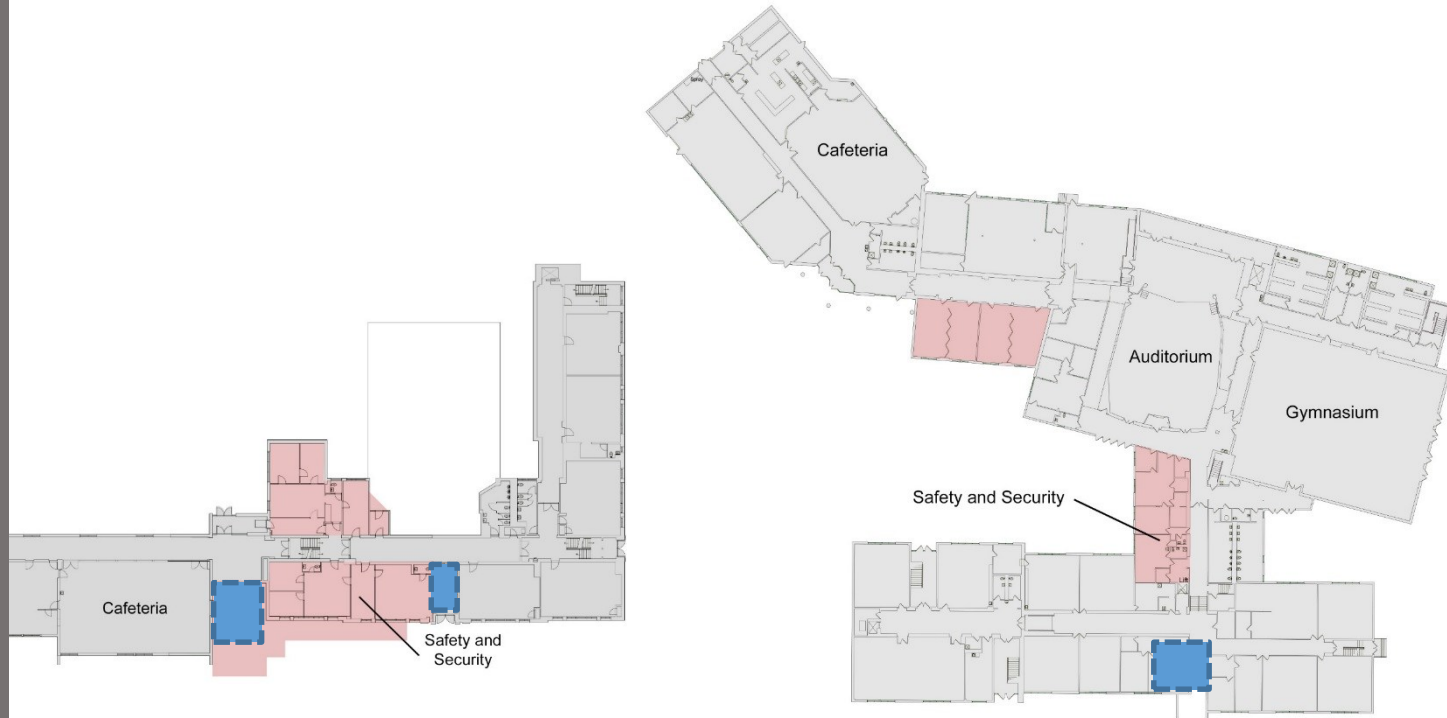 Cafeteria
Safety and
Security
Cafeteria
Auditorium
Gymnasium
Safety and Security